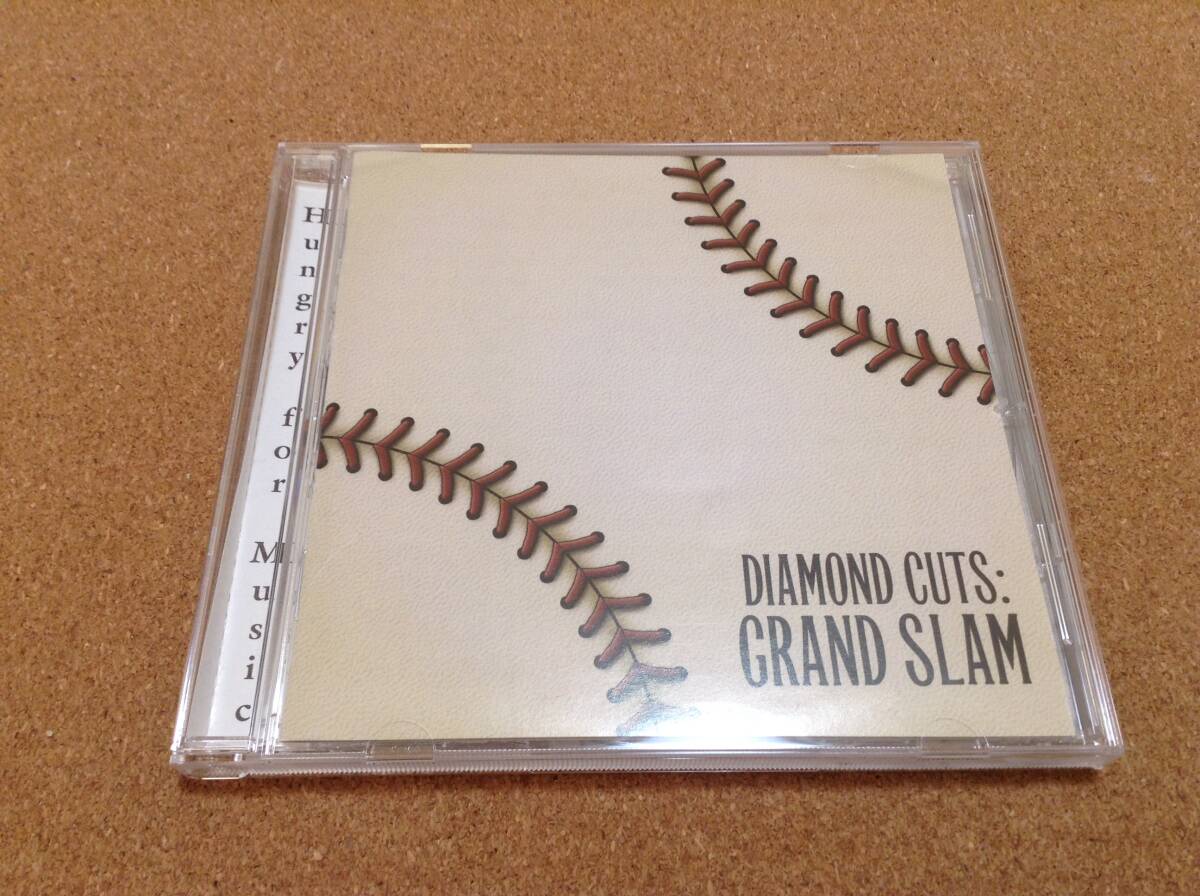 Hungry for Music
DIAMOND CUTS:
GRAND SLAM